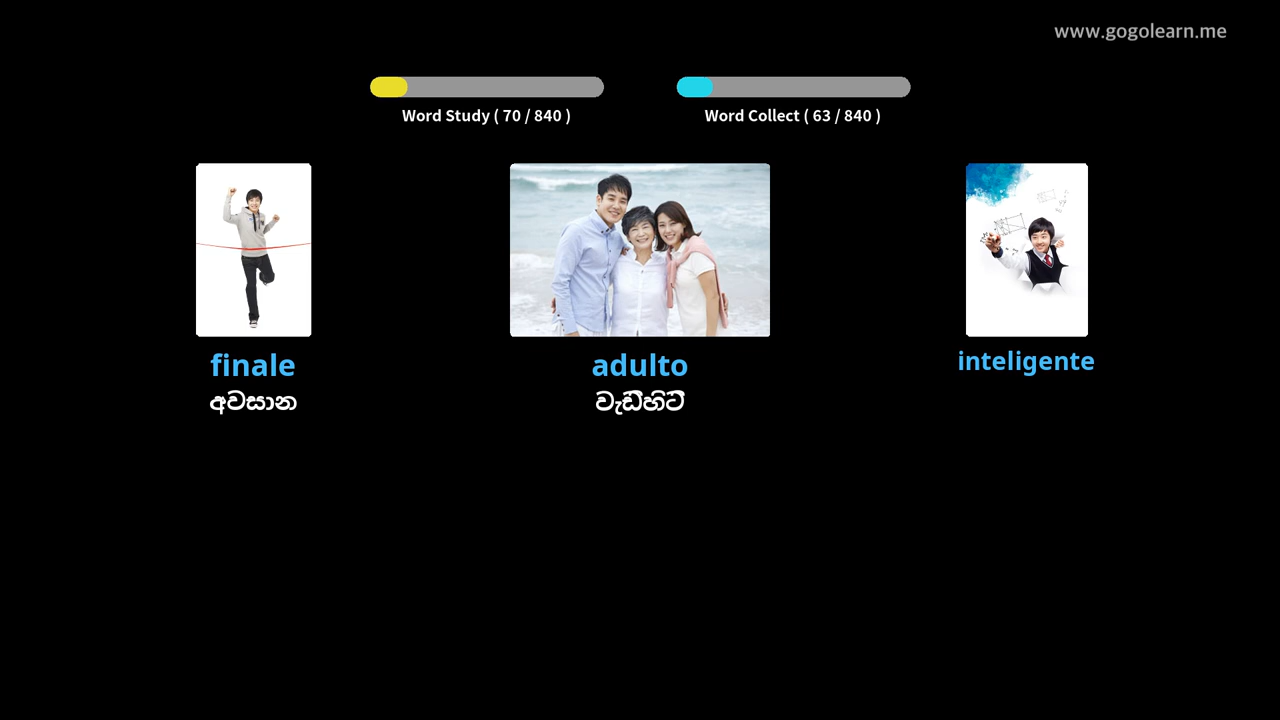 www.gogolearn.me
Word Study ( 70 / 840 )
Word Collect ( 63 / 840 )
finale
අවසාන
adulto
වැඩිහිටි
inteligente